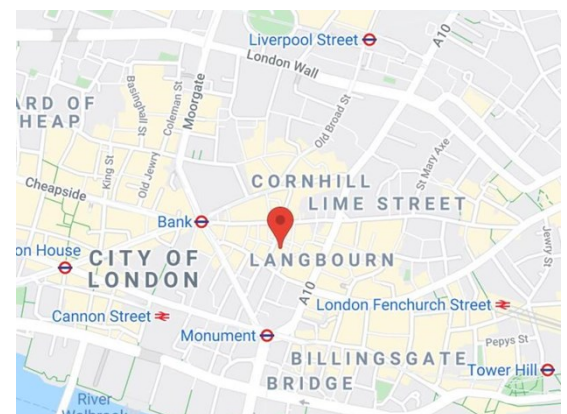 Liverpool Street
A10
London Wall
Moorgate
Basinghall St
Coleman St
ARD OF
HEAP
Old Broad St
St Mary Axe
King St
Old Jewry
Cheapside
CORNHILL
LIME STREET
Bank
Jewry St
on House
CITY OF
LONDON
LANGBOURN
A10
London Fenchurch Street
Cannon Street
Monument
Pepys St
BILLINGSGATE
Tower Hill
BRIDGE
River
Walbrook